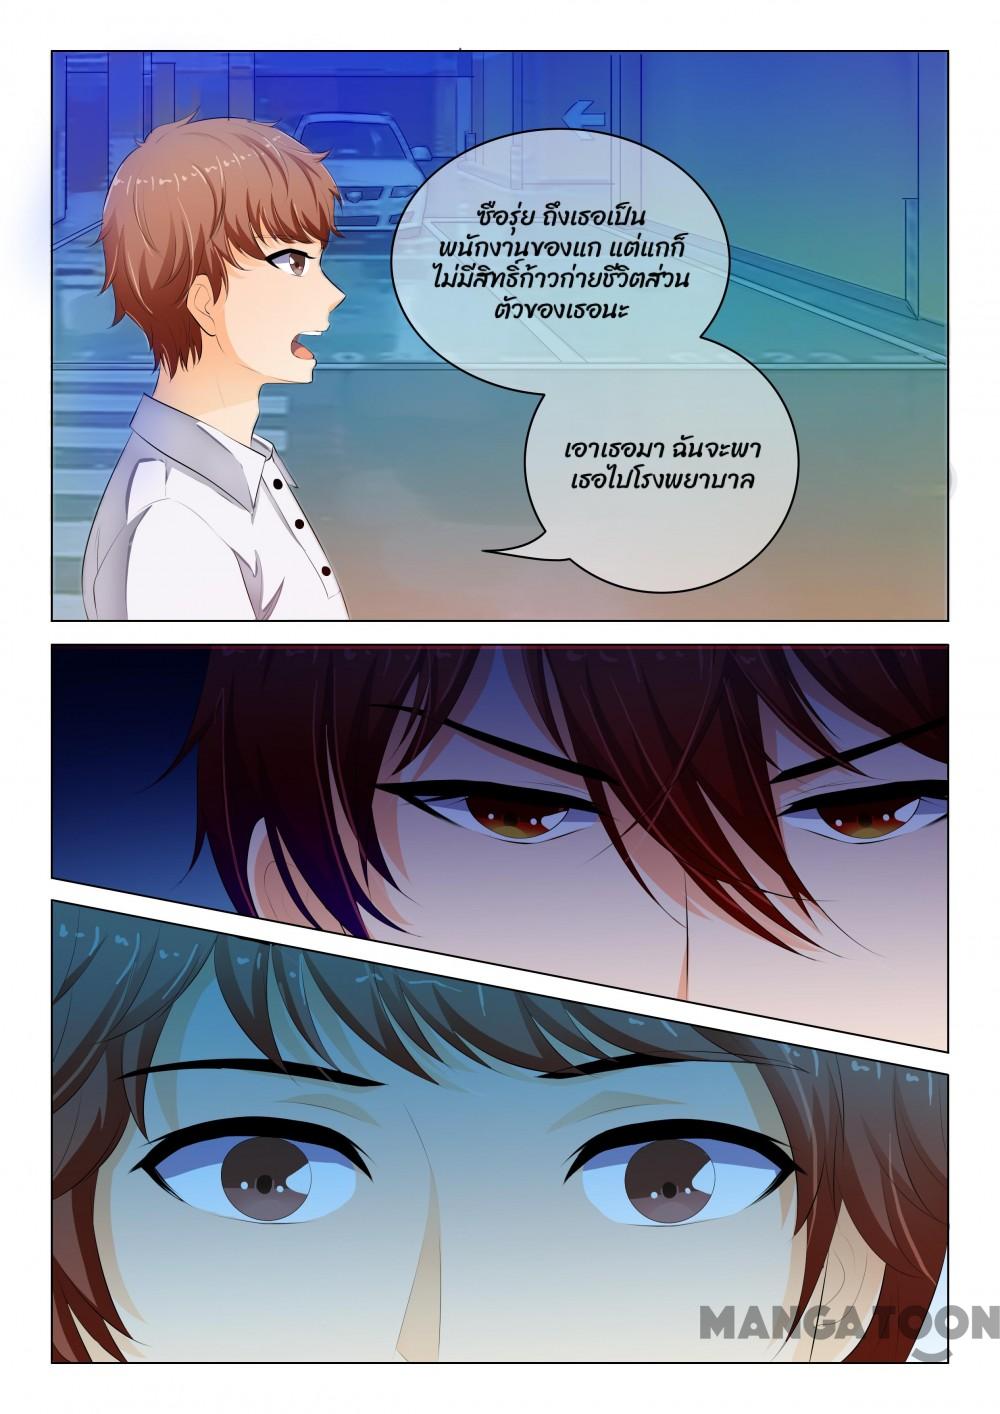 ซือรุ่ย ถึงเธอเป็น
พนักงานของแก แต่แกก็
ไม่มีสิทธิ์ก้าวก่ายชีวิตส่วน
ตัวของเธอนะ
เอาเธอมา ฉันจะพา
เธอไปโรงพยาบาล
MANGATOON